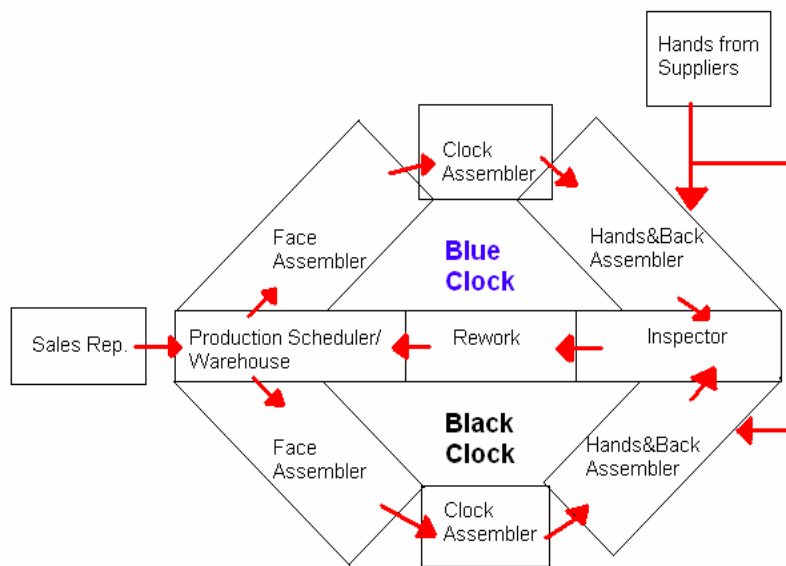 Hands from
Suppliers
Clock
Assembler
Face
Assembler
Blue
Clock
Hands&Back
Assembler
Sales Rep.
Production Scheduler/
Warehouse
Rework
Inspector
Black
Clock
Face
Assembler
Hands&Back
Assembler
Clock
Assembler